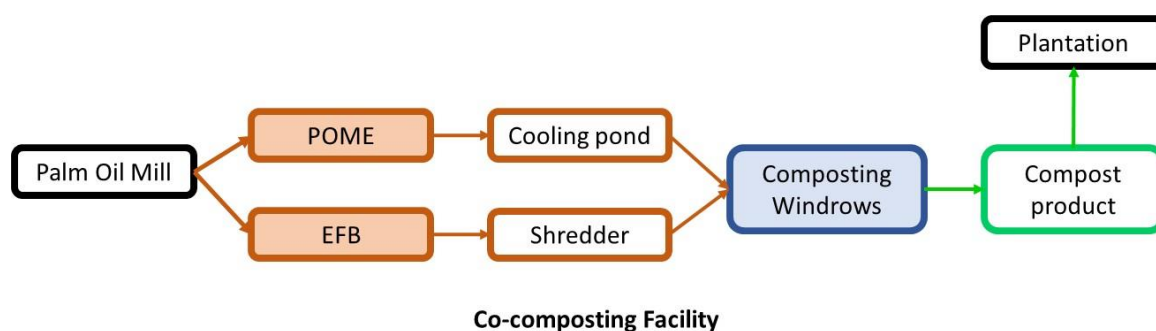 Plantation
POME
Cooling pond
Palm Oil Mill
Composting
Windrows
Compost
product
EFB
Shredder
Co-composting Facility